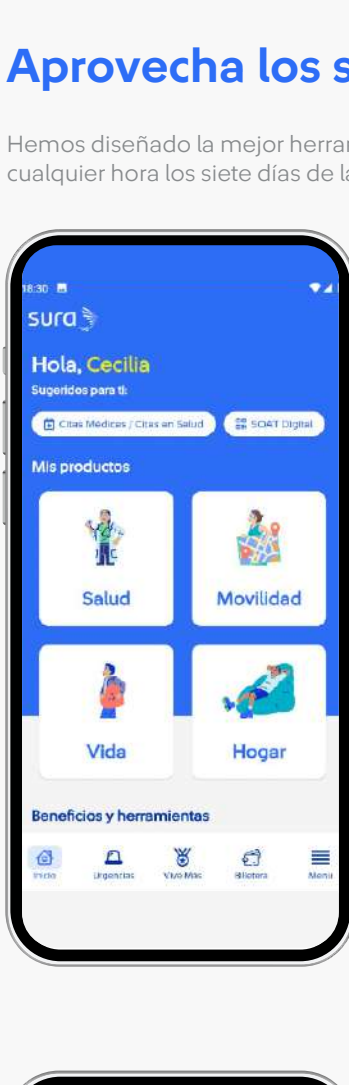 Aprovecha los s
Hemos diseñado la mejor herran
cualquier hora los siete días de la
18:30
sura
Hola, Cecilia
Sugeridos para ti:
Citas Médicas / Citas en Salud
SOAT Digital
Mis productos
Salud
Movilidad
Vida
Hogar
Beneficios y herramientas
Inicio
Urgencias
Vivo Más
Billetera
Menú